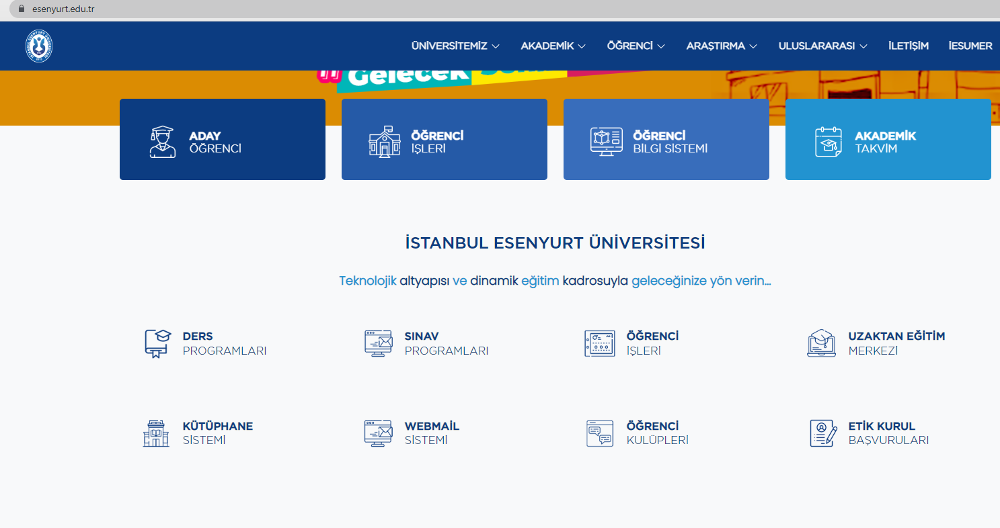 esenyurt.edu.tr
ÜNİVERSİTEMİZ AKADEMİK ÖĞRENCİ ARAŞTIRMA ULUSLARARASI İLETİŞİM İESUMER
Gelecek
ADAY
ÖĞRENCİ
ÖĞRENCİ
İŞLERİ
ÖĞRENCİ
BİLGİ SİSTEMİ
AKADEMİK
TAKVİM
İSTANBUL ESENYURT ÜNİVERSİTESİ
Teknolojik altyapısı ve dinamik eğitim kadrosuyla geleceğinize yön verin...
DERS
PROGRAMLARI
SINAV
PROGRAMLARI
ÖĞRENCİ
İŞLERİ
UZAKTAN EĞİTİM
MERKEZİ
KÜTÜPHANE
SİSTEMİ
WEBMAİL
SİSTEMİ
ÖĞRENCİ
KULÜPLERİ
ETİK KURUL
BAŞVURULARI